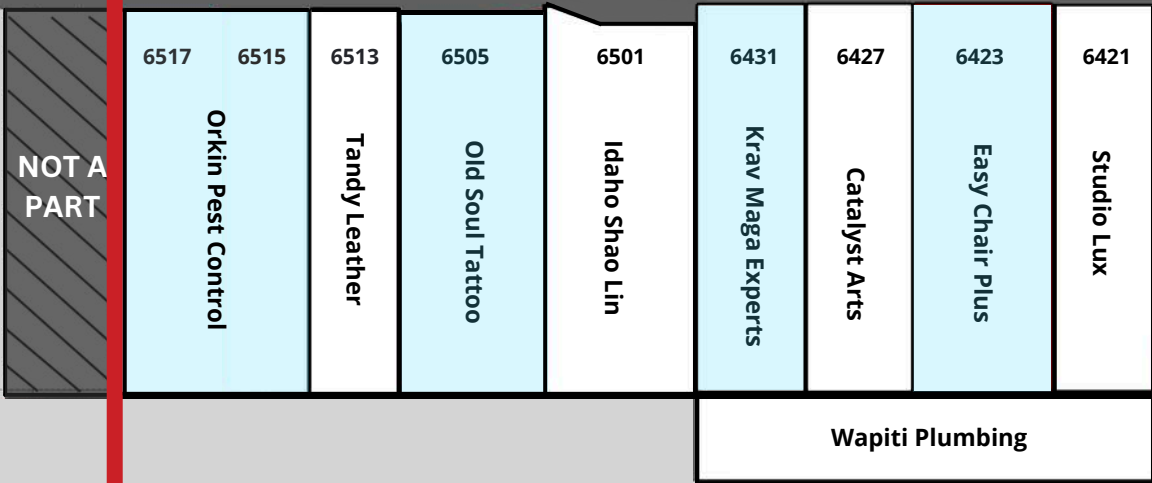 6517
6515
6513
6505
6501
6431
6427
6423
6421
NOT A
PART
Orkin Pest Control
Tandy Leather
Old Soul Tattoo
Idaho Shao Lin
Krav Maga Experts
Catalyst Arts
Easy Chair Plus
Studio Lux
Wapiti Plumbing